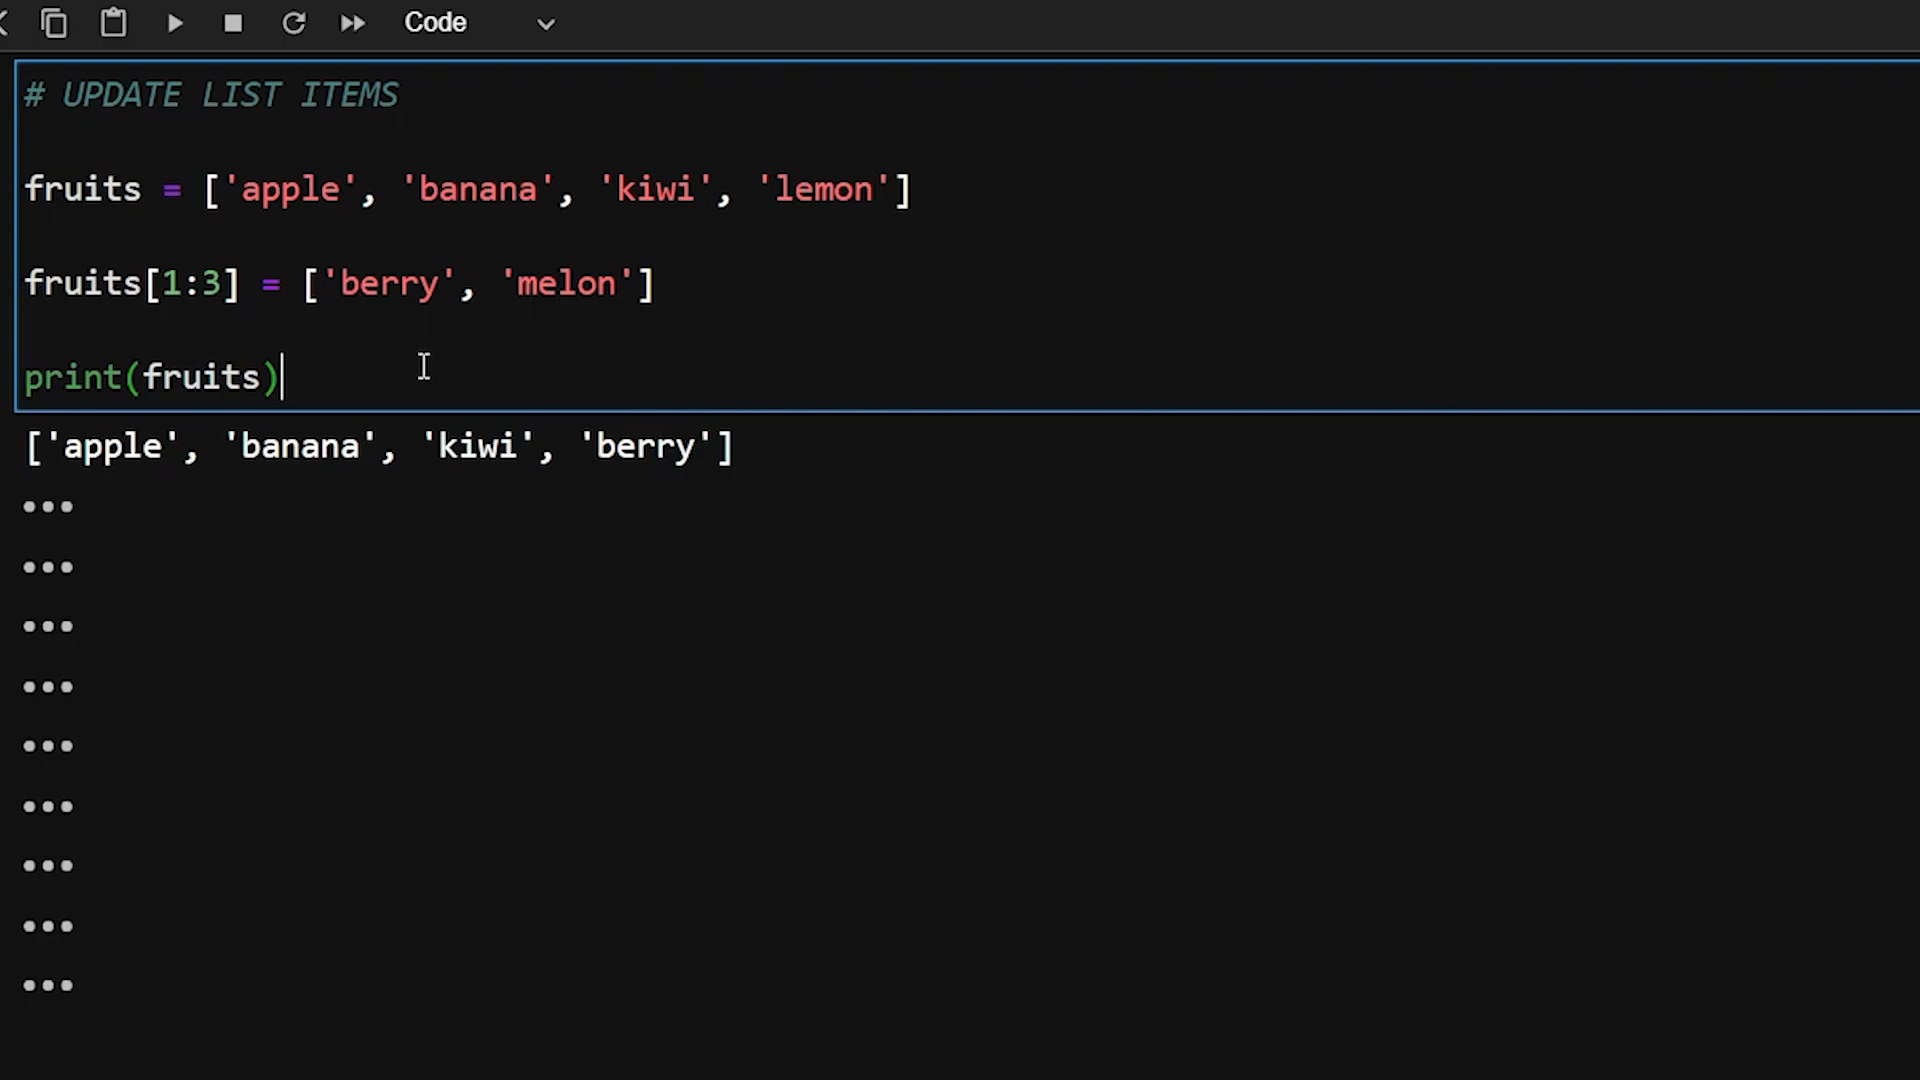 Code
# UPDATE LIST ITEMS
fruits = ['apple', 'banana', 'kiwi', 'lemon']
fruits[1:3] = ['berry', 'melon']
print(fruits)
['apple', 'banana', 'kiwi', 'berry']